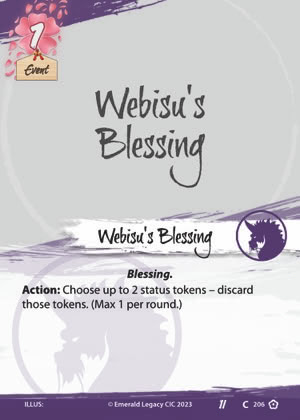 1
Event
Webisu's
Blessing
Webisu's Blessing
Blessing.
Action: Choose up to 2 status tokens – discard
those tokens. (Max 1 per round.)
ILLUS:
© Emerald Legacy CIC 2023
C 206